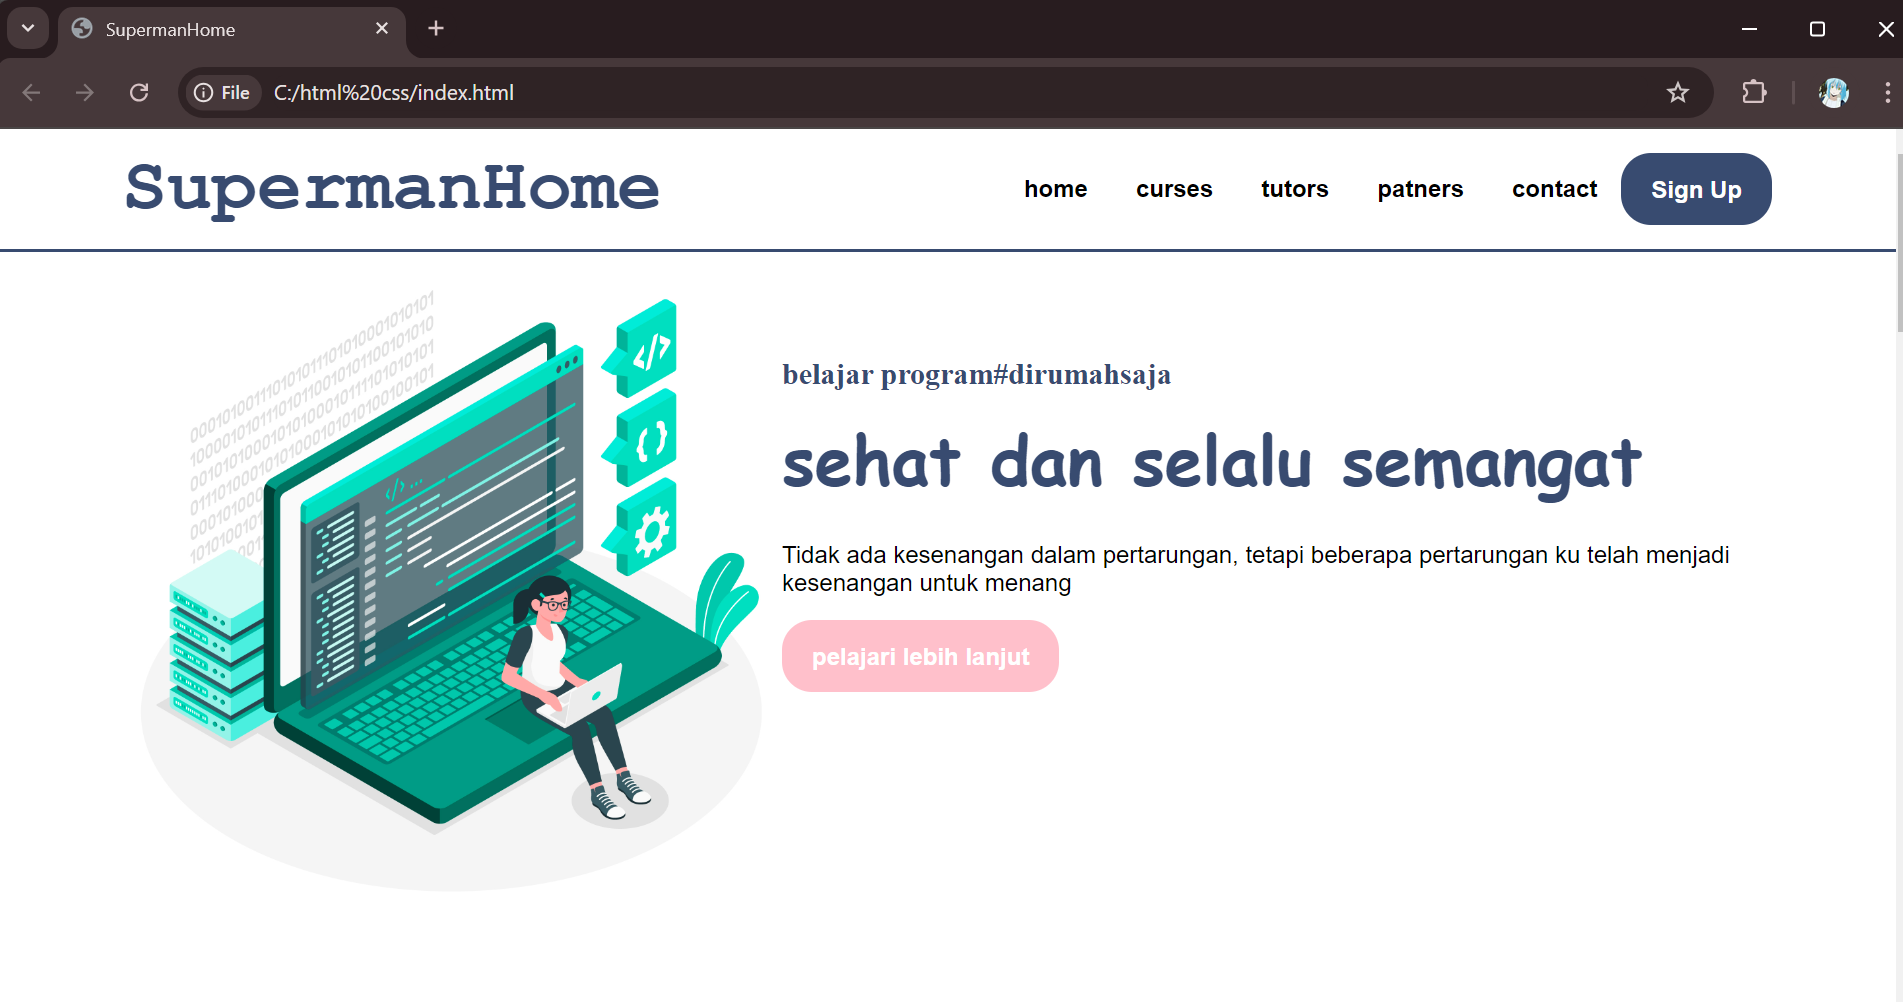 SupermanHome
File C:/html%20css/index.html
SupermanHome
home curses tutors patners contact Sign Up
belajar program#dirumahsaja
sehat dan selalu semangat
Tidak ada kesenangan dalam pertarungan, tetapi beberapa pertarungan ku telah menjadi
kesenangan untuk menang
pelajari lebih lanjut